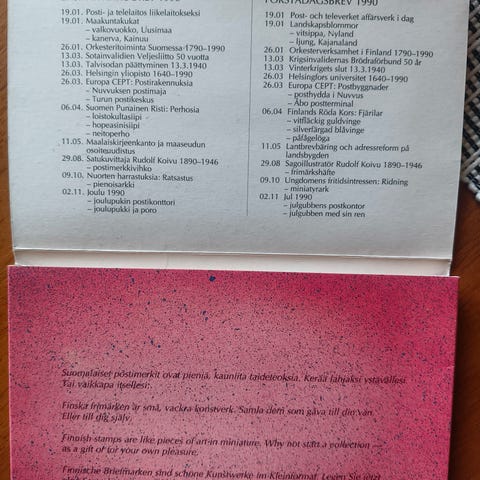 FÖRSTADAGSBREV 1990
19.01 Posti- ja telelaitos liikelaitokseksi
19.01 Maakuntakukat
– valkovuokko, Uusimaa
– kanerva, Kainuu
26.01. Orkesteritoiminta Suomessa 1790–1990
13.03. Sotainvalidien Veljesliitto 50 vuotta
13.03. Talvisodan päättyminen 13.3.1940
26.03. Helsingin yliopisto 1640–1990
26.03. Europa CEPT: Postirakennuksia
– Nuvvuksen postimaja
– Turun postikeskus
06.04. Suomen Punainen Risti: Perhosia
– loistokultasiipi
– hopeasinisiipi
– neitoperho
11.05. Maalaiskirjeenkanto ja maaseudun
osoiteuudistus
29.08. Satukuvittaja Rudolf Koivu 1890–1946
– postimerkkivihko
09.10. Nuorten harrastuksia: Ratsastus
– pienoisarkki
02.11. Joulu 1990
– joulupukin postikonttori
– joulupukki ja poro
19.01 Post- och televerket affärsverk i dag
19.01 Landskapsblommor
– vitsippa, Nyland
– ljung, Kajanaland
26.01 Orkesterverksamhet i Finland 1790–1990
13.03 Krigsinvalidernas Brödraförbund 50 år
13.03 Vinterkrigets slut 13.3.1940
26.03 Helsingfors universitet 1640–1990
26.03 Europa CEPT: Postbyggnader
– posthydda i Nuvvus
– Åbo postterminal
06.04 Finlands Röda Kors: Fjärilar
– vitfläckig guldvinge
– silverfärgad blåvinge
– påfågelöga
11.05 Lantbrevbäring och adressreform på
landsbygden
29.08 Sagoillustratör Rudolf Koivu 1890–1946
– frimärkshäfte
09.10 Ungdomens fritidsintressen: Ridning
– miniatyrark
02.11 Jul 1990
– julgubbens postkontor
– julgubben med sin ren
Suomalaiset postimerkit ovat pieniä, kauniita taideteoksia. Kerää lahjaksi ystävällesi.
Tai vaikkapa itsellesi.
Finska frimärken är små, vackra konstverk. Samla dem som gåva till din vän.
Eller till dig själv.
Finnish stamps are like pieces of art in miniature. Why not start a collection —
as a gift or for your own pleasure.
Finnische Briefmarken sind schöne Kunstwerke im Kleinformat. Legen Sie jetzt